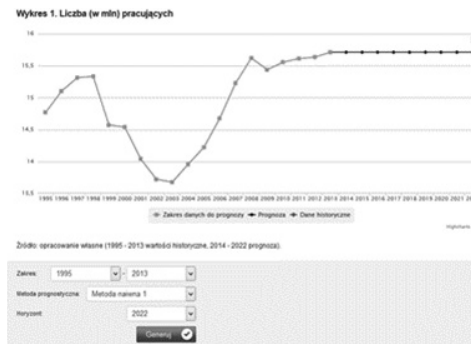 Wykres 1. Liczba (w mln) pracujących
16
15,5
15
14,5
14
13,5
1995 1996 1997 1998 1999 2000 2001 2002 2003 2004 2005 2006 2007 2008 2009 2010 2011 2012 2013 2014 2015 2016 2017 2018 2019 2020 2021
Zakres danych do prognozy Prognoza Dane historyczne
Highcharts
Źródło: opracowanie własne (1995 - 2013 wartości historyczne, 2014 - 2022 prognoza).
Zakres: 1995 - 2013
Metoda prognostyczna: Metoda naiwna 1
Horyzont: 2022
Generuj